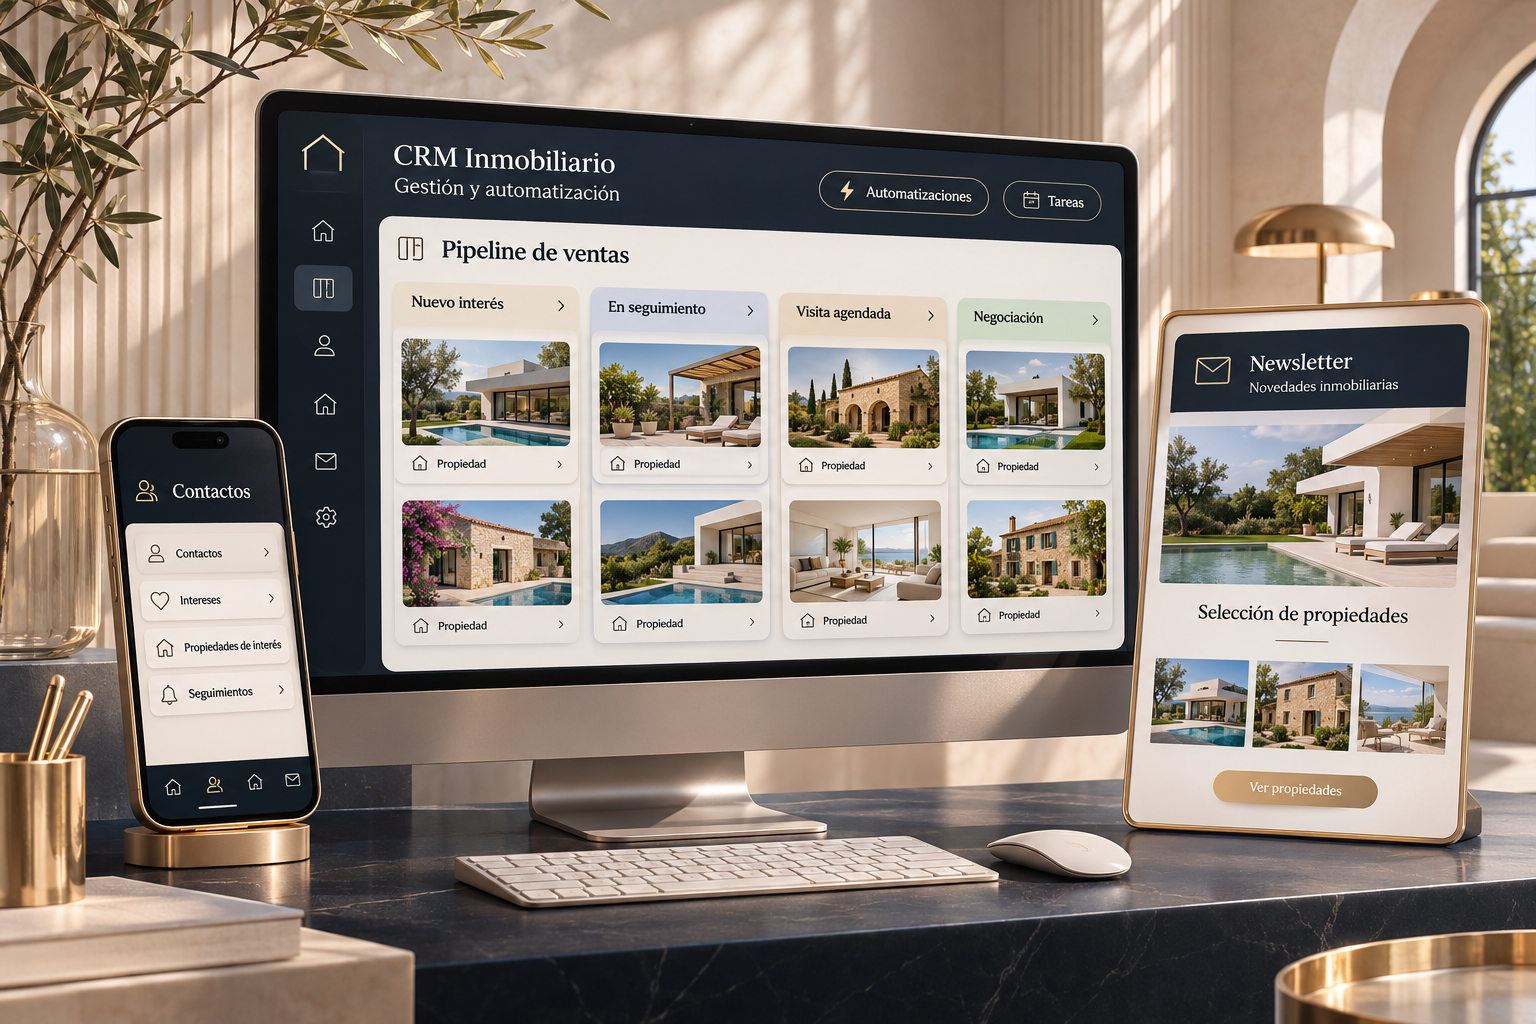 CRM Inmobiliario
Gestión y automatización
Automatizaciones
Tareas
Pipeline de ventas
Nuevo interés
En seguimiento
Visita agendada
Negociación
Propiedad
Propiedad
Propiedad
Propiedad
Propiedad
Propiedad
Propiedad
Propiedad
Contactos
Contactos
Intereses
Propiedades de interés
Seguimientos
Newsletter
Novedades inmobiliarias
Selección de propiedades
Ver propiedades